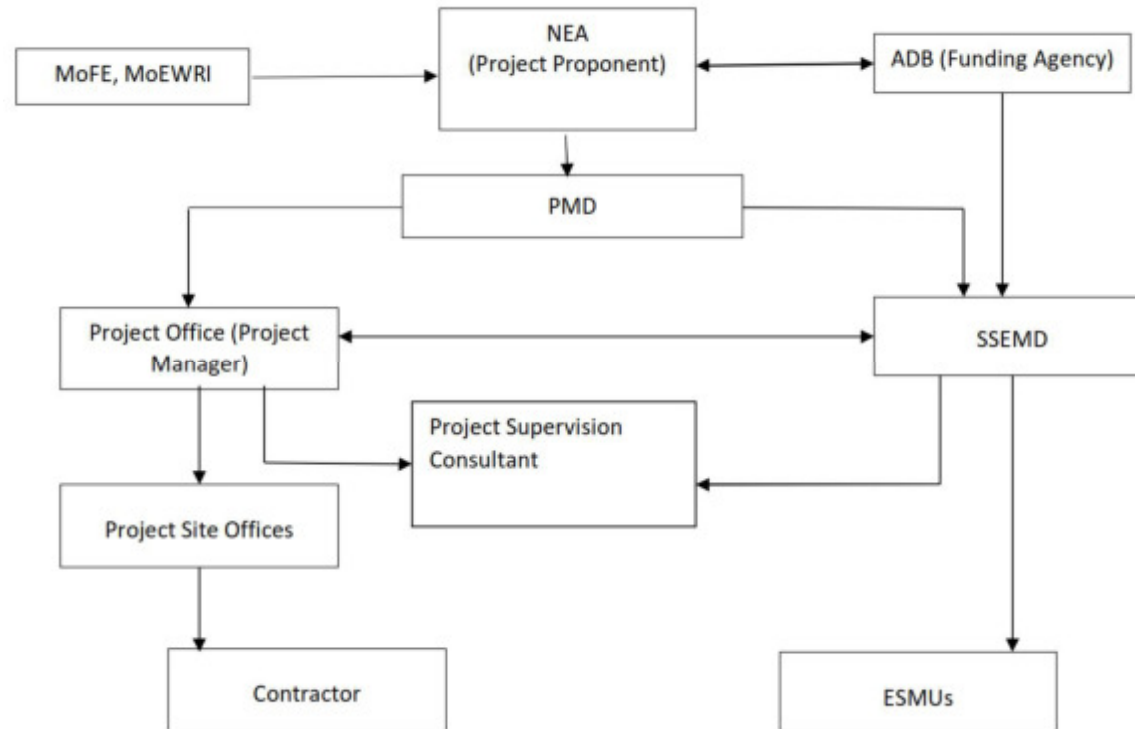 NEA
(Project Proponent)
MoFE, MoEWRI
ADB (Funding Agency)
PMD
Project Office (Project
Manager)
SSEMD
Project Supervision
Consultant
Project Site Offices
Contractor
ESMUs